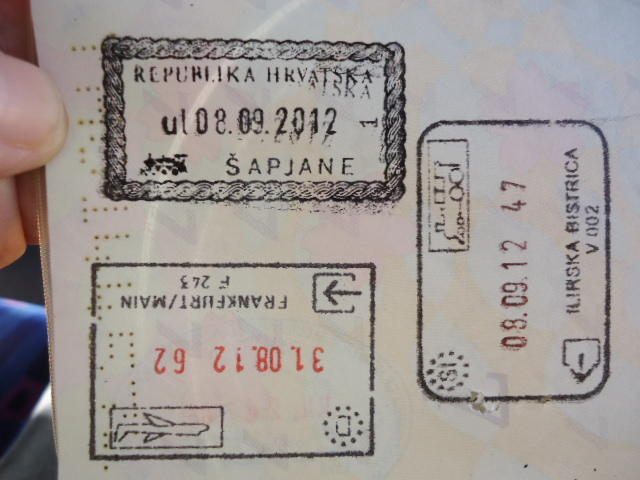 REPUBLIKA HRVATSKA
ul 08.09.2012 1
ŠAPJANE
ILIRSKA BISTRICA
V 002
08.09.12 47
F 243
FRANKFURT/MAIN
31.08.12 62
D